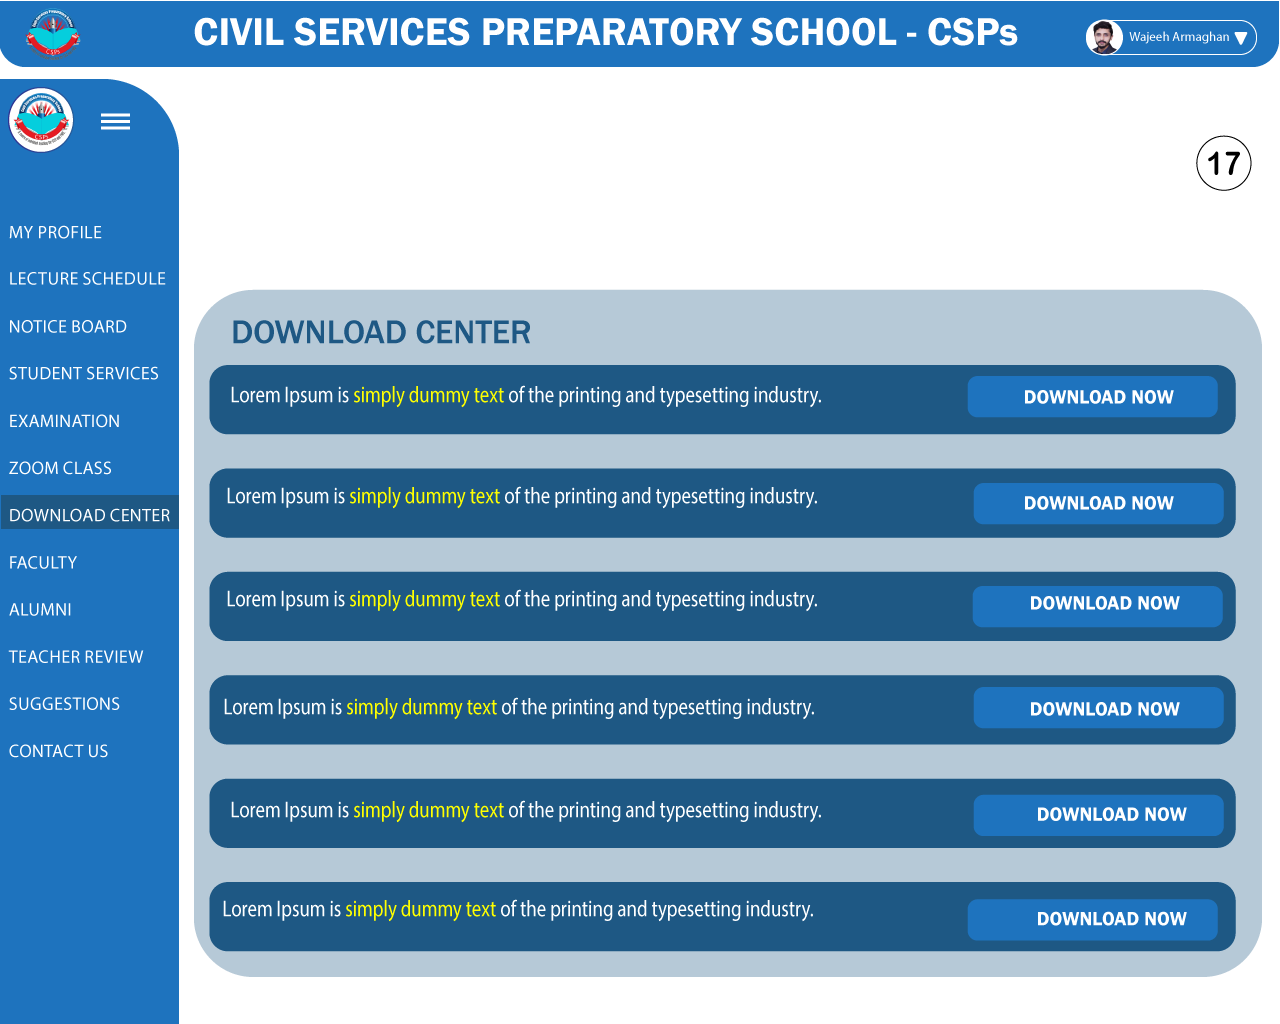 CIVIL SERVICES PREPARATORY SCHOOL - CSPs
Wajeeh Armaghan
CSPS
CSPS
17
MY PROFILE
LECTURE SCHEDULE
NOTICE BOARD
STUDENT SERVICES
EXAMINATION
ZOOM CLASS
DOWNLOAD CENTER
FACULTY
ALUMNI
TEACHER REVIEW
SUGGESTIONS
CONTACT US
DOWNLOAD CENTER
Lorem Ipsum is simply dummy text of the printing and typesetting industry.
DOWNLOAD NOW
Lorem Ipsum is simply dummy text of the printing and typesetting industry.
DOWNLOAD NOW
Lorem Ipsum is simply dummy text of the printing and typesetting industry.
DOWNLOAD NOW
Lorem Ipsum is simply dummy text of the printing and typesetting industry.
DOWNLOAD NOW
Lorem Ipsum is simply dummy text of the printing and typesetting industry.
DOWNLOAD NOW
Lorem Ipsum is simply dummy text of the printing and typesetting industry.
DOWNLOAD NOW